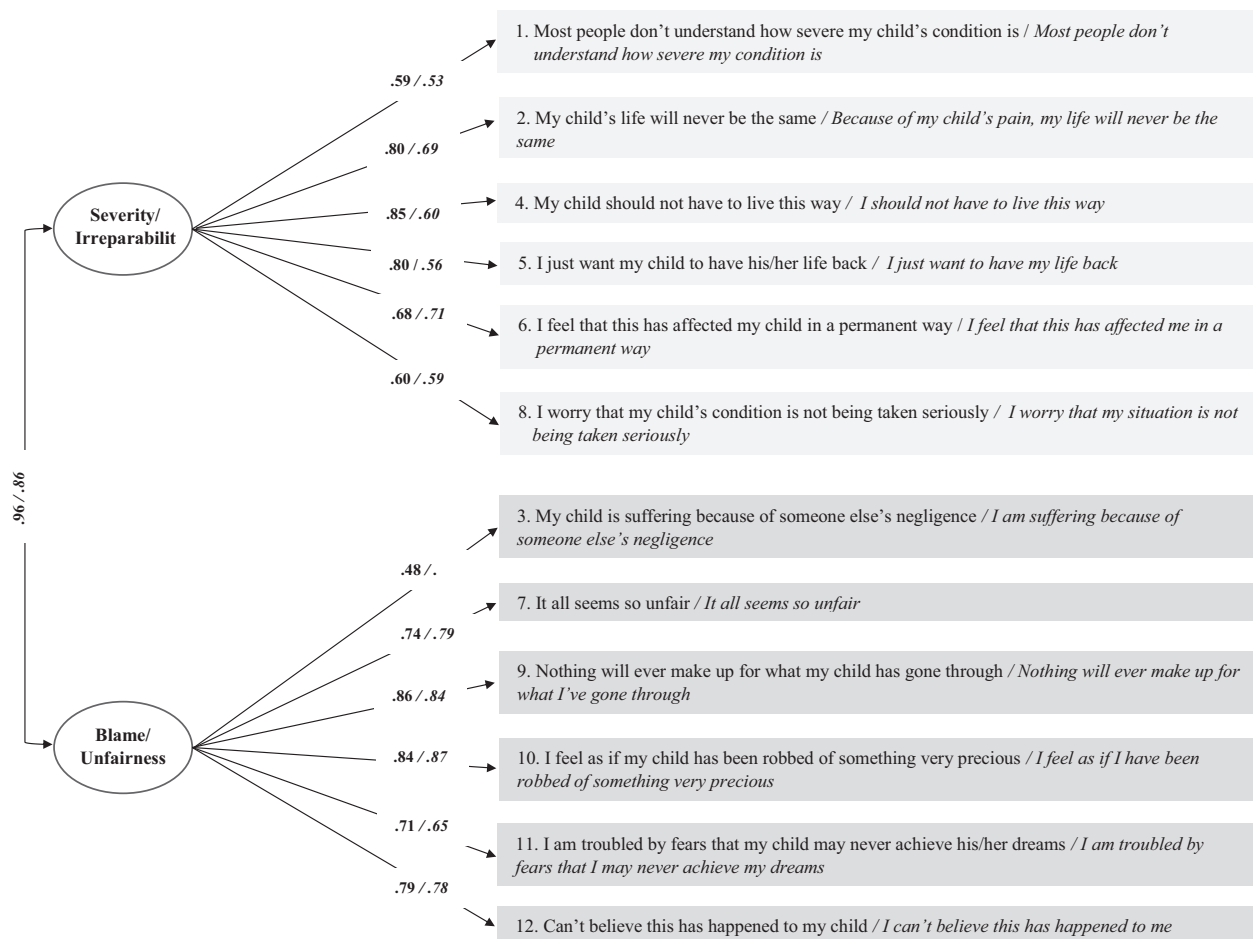 1. Most people don’t understand how severe my child’s condition is / Most people don’t
understand how severe my condition is
.59 / .53
2. My child’s life will never be the same / Because of my child’s pain, my life will never be the
same
.80 / .69
Severity/
Irreparabilit
4. My child should not have to live this way / I should not have to live this way
.85 / .60
5. I just want my child to have his/her life back / I just want to have my life back
.80 / .56
6. I feel that this has affected my child in a permanent way / I feel that this has affected me in a
permanent way
.68 / .71
.60 / .59
8. I worry that my child’s condition is not being taken seriously / I worry that my situation is not
being taken seriously
.96 / .86
3. My child is suffering because of someone else’s negligence / I am suffering because of
someone else’s negligence
.48 / .
7. It all seems so unfair / It all seems so unfair
.74 / .79
9. Nothing will ever make up for what my child has gone through / Nothing will ever make up for
what I’ve gone through
.86 / .84
Blame/
Unfairness
10. I feel as if my child has been robbed of something very precious / I feel as if I have been
robbed of something very precious
.84 / .87
11. I am troubled by fears that my child may never achieve his/her dreams / I am troubled by
fears that I may never achieve my dreams
.71 / .65
.79 / .78
12. Can’t believe this has happened to my child / I can’t believe this has happened to me